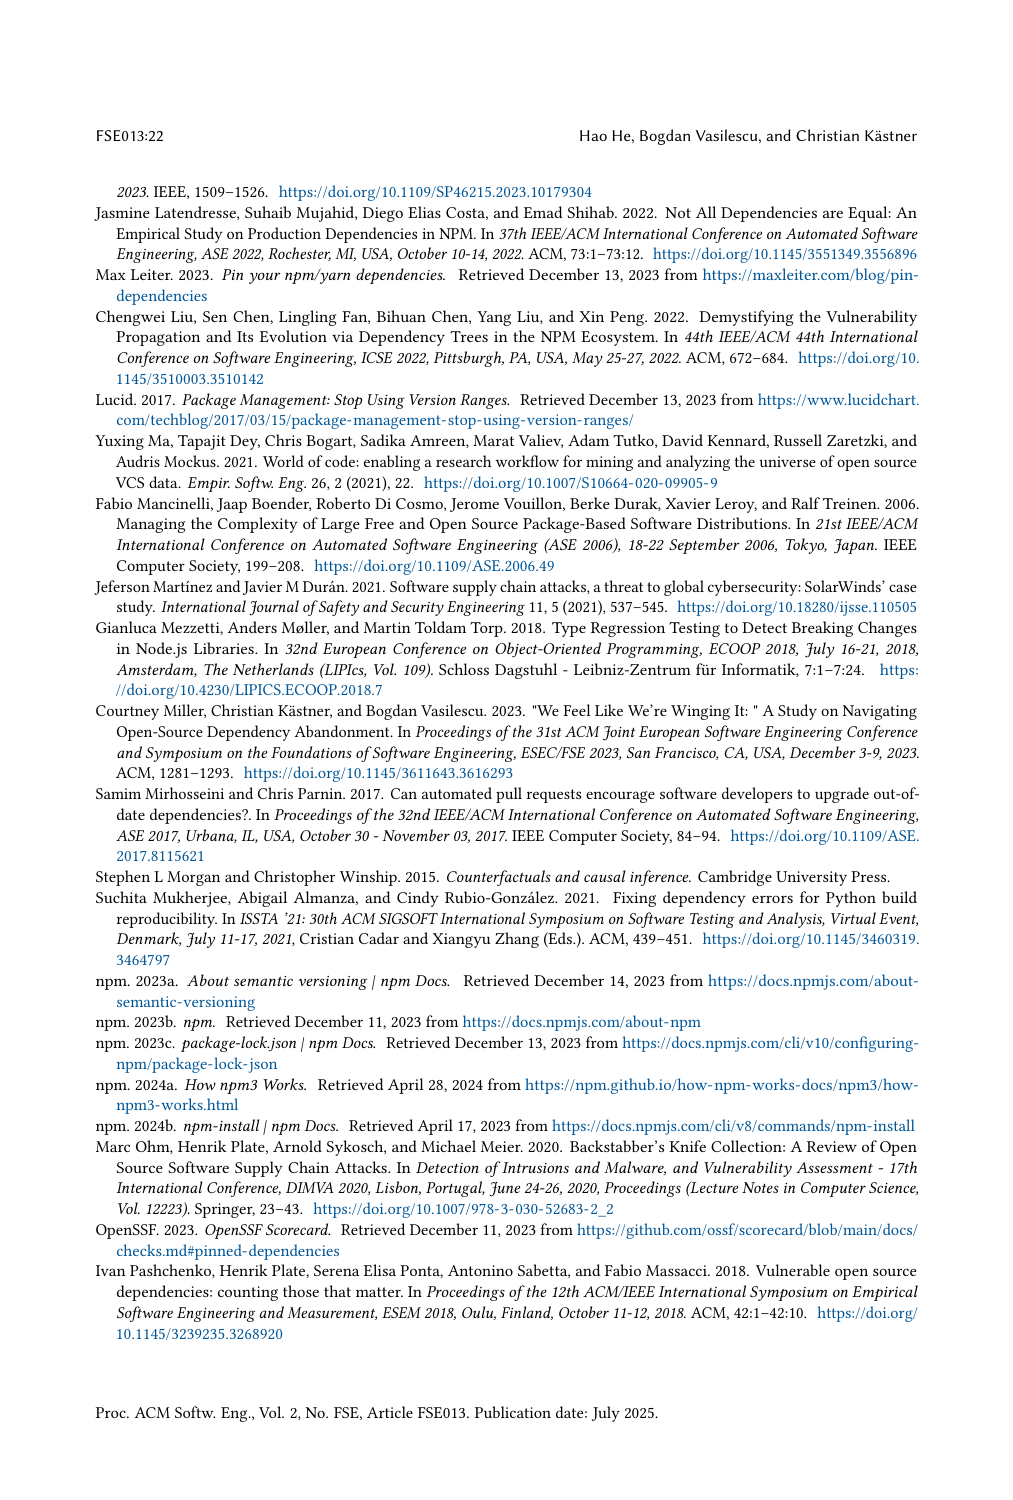 FSE013:22 Hao He, Bogdan Vasilescu, and Christian Kästner
2023. IEEE, 1509–1526. https://doi.org/10.1109/SP46215.2023.10179304
Jasmine Latendresse, Suhaib Mujahid, Diego Elias Costa, and Emad Shihab. 2022. Not All Dependencies are Equal: An
Empirical Study on Production Dependencies in NPM. In 37th IEEE/ACM International Conference on Automated Software
Engineering, ASE 2022, Rochester, MI, USA, October 10-14, 2022. ACM, 73:1–73:12. https://doi.org/10.1145/3551349.3556896
Max Leiter. 2023. Pin your npm/yarn dependencies. Retrieved December 13, 2023 from https://maxleiter.com/blog/pin-
dependencies
Chengwei Liu, Sen Chen, Lingling Fan, Bihuan Chen, Yang Liu, and Xin Peng. 2022. Demystifying the Vulnerability
Propagation and Its Evolution via Dependency Trees in the NPM Ecosystem. In 44th IEEE/ACM 44th International
Conference on Software Engineering, ICSE 2022, Pittsburgh, PA, USA, May 25-27, 2022. ACM, 672–684. https://doi.org/10.
1145/3510003.3510142
Lucid. 2017. Package Management: Stop Using Version Ranges. Retrieved December 13, 2023 from https://www.lucidchart.
com/techblog/2017/03/15/package-management-stop-using-version-ranges/
Yuxing Ma, Tapajit Dey, Chris Bogart, Sadika Amreen, Marat Valiev, Adam Tutko, David Kennard, Russell Zaretzki, and
Audris Mockus. 2021. World of code: enabling a research workflow for mining and analyzing the universe of open source
VCS data. Empir. Softw. Eng. 26, 2 (2021), 22. https://doi.org/10.1007/S10664-020-09905-9
Fabio Mancinelli, Jaap Boender, Roberto Di Cosmo, Jerome Vouillon, Berke Durak, Xavier Leroy, and Ralf Treinen. 2006.
Managing the Complexity of Large Free and Open Source Package-Based Software Distributions. In 21st IEEE/ACM
International Conference on Automated Software Engineering (ASE 2006), 18-22 September 2006, Tokyo, Japan. IEEE
Computer Society, 199–208. https://doi.org/10.1109/ASE.2006.49
Jeferson Martínez and Javier M Durán. 2021. Software supply chain attacks, a threat to global cybersecurity: SolarWinds' case
study. International Journal of Safety and Security Engineering 11, 5 (2021), 537–545. https://doi.org/10.18280/ijsse.110505
Gianluca Mezzetti, Anders Møller, and Martin Toldam Torp. 2018. Type Regression Testing to Detect Breaking Changes
in Node.js Libraries. In 32nd European Conference on Object-Oriented Programming, ECOOP 2018, July 16-21, 2018,
Amsterdam, The Netherlands (LIPIcs, Vol. 109). Schloss Dagstuhl - Leibniz-Zentrum für Informatik, 7:1–7:24. https:
//doi.org/10.4230/LIPICS.ECOOP.2018.7
Courtney Miller, Christian Kästner, and Bogdan Vasilescu. 2023. "We Feel Like We're Winging It: " A Study on Navigating
Open-Source Dependency Abandonment. In Proceedings of the 31st ACM Joint European Software Engineering Conference
and Symposium on the Foundations of Software Engineering, ESEC/FSE 2023, San Francisco, CA, USA, December 3-9, 2023.
ACM, 1281–1293. https://doi.org/10.1145/3611643.3616293
Samim Mirhosseini and Chris Parnin. 2017. Can automated pull requests encourage software developers to upgrade out-of-
date dependencies?. In Proceedings of the 32nd IEEE/ACM International Conference on Automated Software Engineering,
ASE 2017, Urbana, IL, USA, October 30 - November 03, 2017. IEEE Computer Society, 84–94. https://doi.org/10.1109/ASE.
2017.8115621
Stephen L Morgan and Christopher Winship. 2015. Counterfactuals and causal inference. Cambridge University Press.
Suchita Mukherjee, Abigail Almanza, and Cindy Rubio-González. 2021. Fixing dependency errors for Python build
reproducibility. In ISSTA '21: 30th ACM SIGSOFT International Symposium on Software Testing and Analysis, Virtual Event,
Denmark, July 11-17, 2021, Cristian Cadar and Xiangyu Zhang (Eds.). ACM, 439–451. https://doi.org/10.1145/3460319.
3464797
npm. 2023a. About semantic versioning | npm Docs. Retrieved December 14, 2023 from https://docs.npmjs.com/about-
semantic-versioning
npm. 2023b. npm. Retrieved December 11, 2023 from https://docs.npmjs.com/about-npm
npm. 2023c. package-lock.json | npm Docs. Retrieved December 13, 2023 from https://docs.npmjs.com/cli/v10/configuring-
npm/package-lock-json
npm. 2024a. How npm3 Works. Retrieved April 28, 2024 from https://npm.github.io/how-npm-works-docs/npm3/how-
npm3-works.html
npm. 2024b. npm-install | npm Docs. Retrieved April 17, 2023 from https://docs.npmjs.com/cli/v8/commands/npm-install
Marc Ohm, Henrik Plate, Arnold Sykosch, and Michael Meier. 2020. Backstabber's Knife Collection: A Review of Open
Source Software Supply Chain Attacks. In Detection of Intrusions and Malware, and Vulnerability Assessment - 17th
International Conference, DIMVA 2020, Lisbon, Portugal, June 24-26, 2020, Proceedings (Lecture Notes in Computer Science,
Vol. 12223). Springer, 23–43. https://doi.org/10.1007/978-3-030-52683-2_2
OpenSSF. 2023. OpenSSF Scorecard. Retrieved December 11, 2023 from https://github.com/ossf/scorecard/blob/main/docs/
checks.md#pinned-dependencies
Ivan Pashchenko, Henrik Plate, Serena Elisa Ponta, Antonino Sabetta, and Fabio Massacci. 2018. Vulnerable open source
dependencies: counting those that matter. In Proceedings of the 12th ACM/IEEE International Symposium on Empirical
Software Engineering and Measurement, ESEM 2018, Oulu, Finland, October 11-12, 2018. ACM, 42:1–42:10. https://doi.org/
10.1145/3239235.3268920
Proc. ACM Softw. Eng., Vol. 2, No. FSE, Article FSE013. Publication date: July 2025.